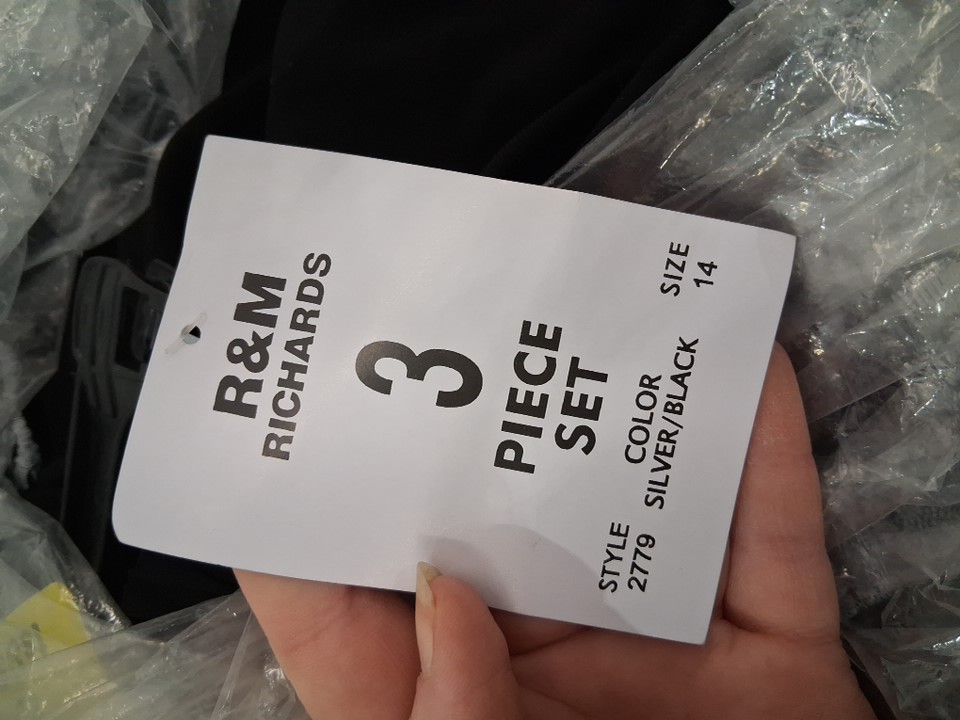 R&M
RICHARDS
3
PIECE
SET
STYLE COLOR SIZE
2779 SILVER/BLACK 14